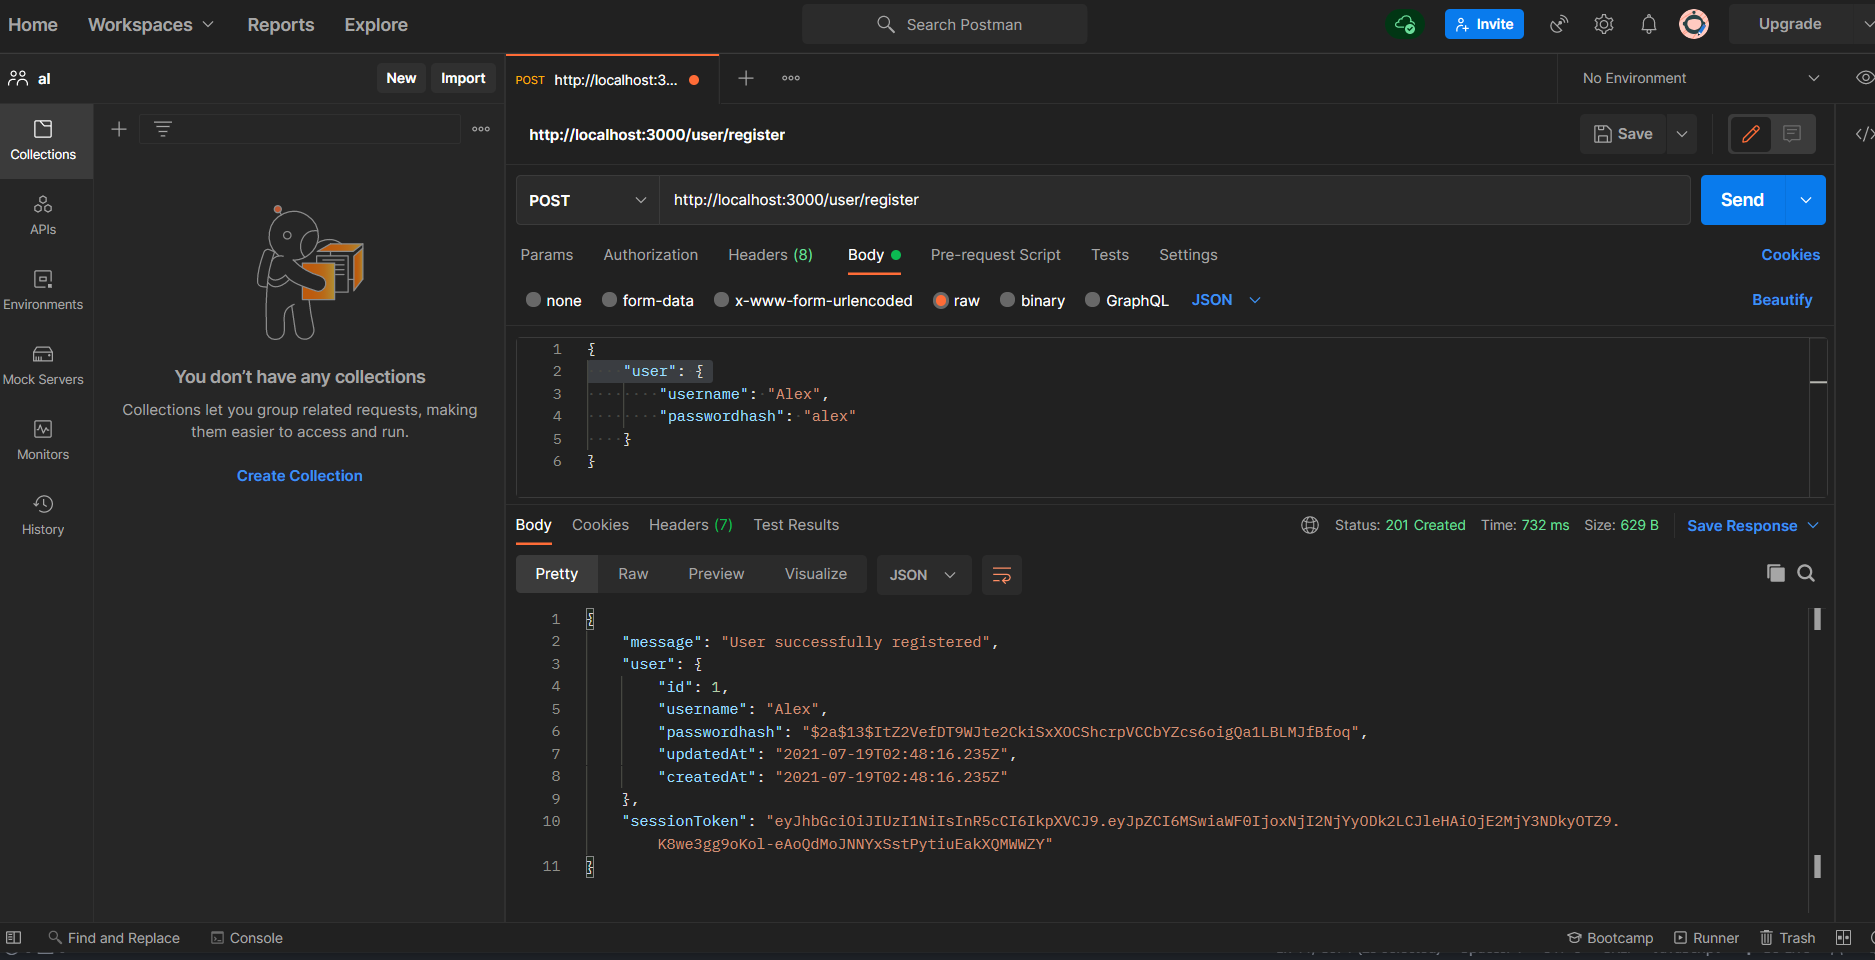 Home Workspaces Reports Explore Search Postman Invite Upgrade
al New Import POST http://localhost:3... No Environment
Collections
APIs
Environments
Mock Servers
Monitors
History
You don't have any collections
Collections let you group related requests, making
them easier to access and run.
Create Collection
http://localhost:3000/user/register Save
POST http://localhost:3000/user/register Send
Params Authorization Headers (8) Body Pre-request Script Tests Settings Cookies
none form-data x-www-form-urlencoded raw binary GraphQL JSON Beautify
1 {
2 "user": {
3 "username": "Alex",
4 "passwordhash": "alex"
5 }
6 }
Body Cookies Headers (7) Test Results Status: 201 Created Time: 732 ms Size: 629 B Save Response
Pretty Raw Preview Visualize JSON
1 {
2 "message": "User successfully registered",
3 "user": {
4 "id": 1,
5 "username": "Alex",
6 "passwordhash": "$2a$13$ItZ2VefDT9WJte2CkiSxXOCShcrpVCCbYZcs6oigQa1LBLMJfBfoq",
7 "updatedAt": "2021-07-19T02:48:16.235Z",
8 "createdAt": "2021-07-19T02:48:16.235Z"
9 },
10 "sessionToken": "eyJhbGciOiJIUzI1NiIsInR5cCI6IkpXVCJ9.eyJpZCI6MSwiaWF0IjoxNjI2NjYyODk2LCJleHAiOjE2MjY3NDkyOTZ9.
K8we3gg9oKol-eAoQdMoJNNYxSstPytiuEakXQMWWZY"
11 }
Find and Replace Console Bootcamp Runner Trash